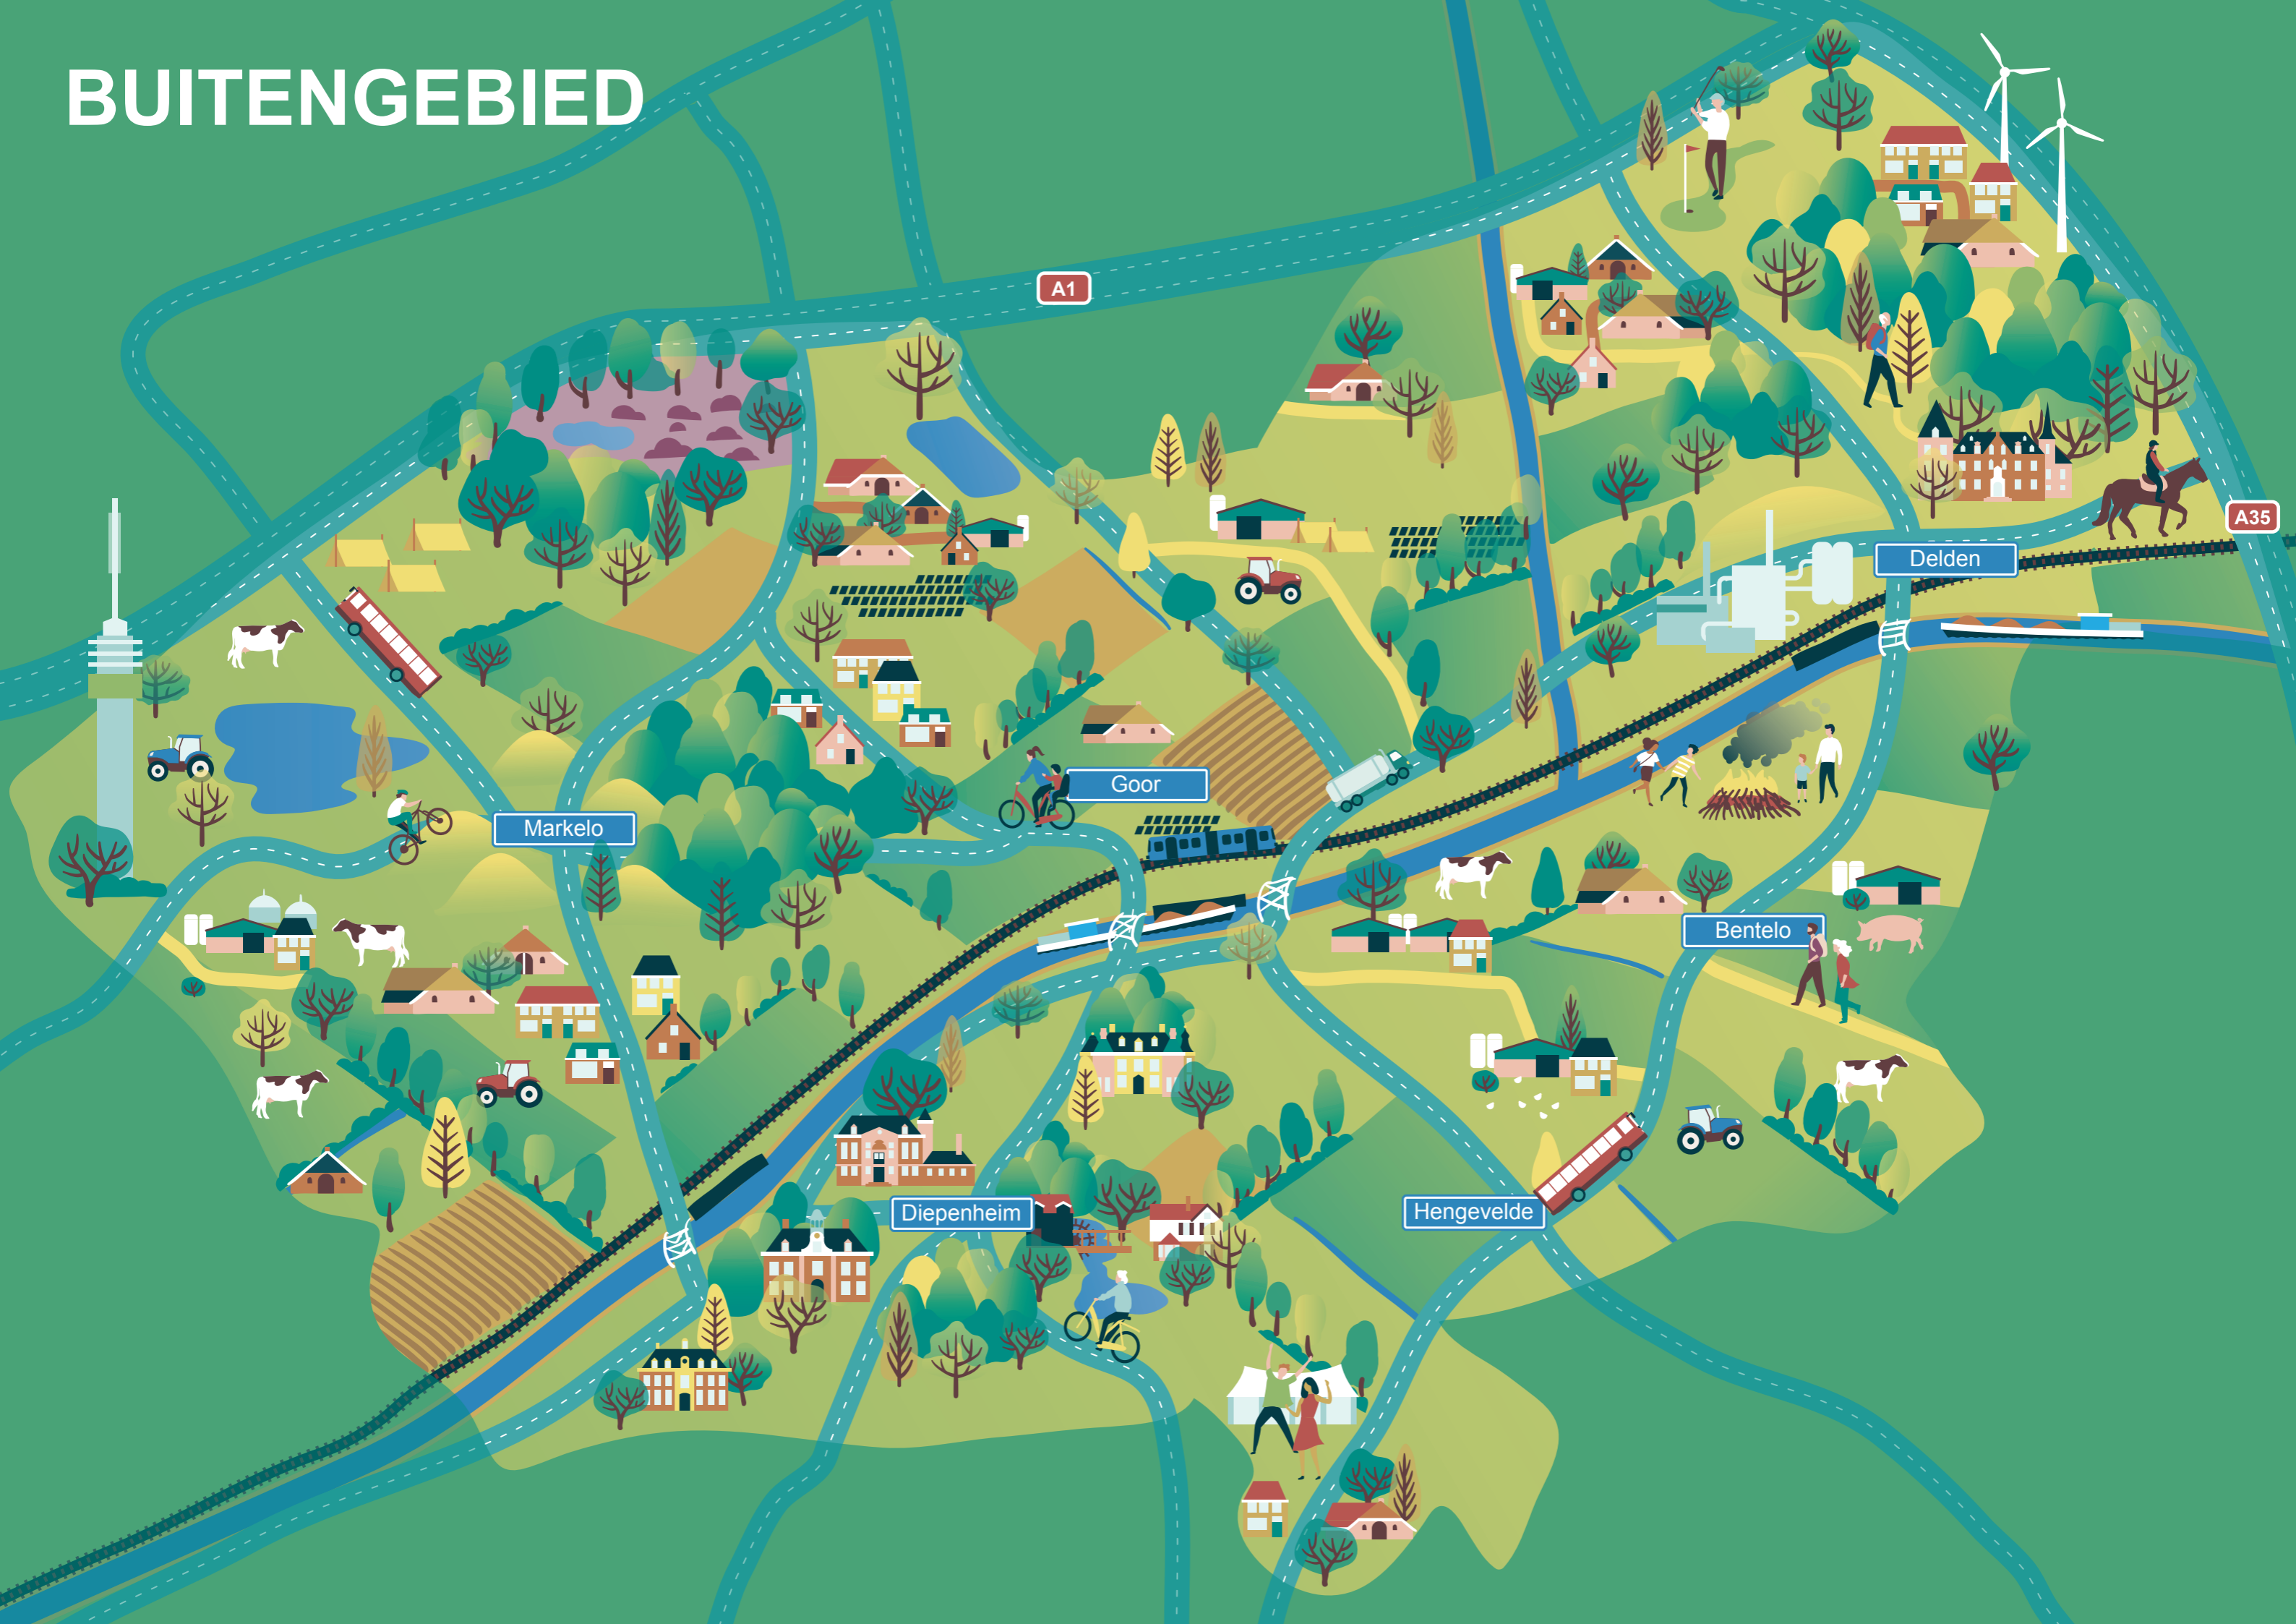 BUITENGEBIED
A1
A35
Delden
Goor
Markelo
Bentelo
Diepenheim
Hengevelde